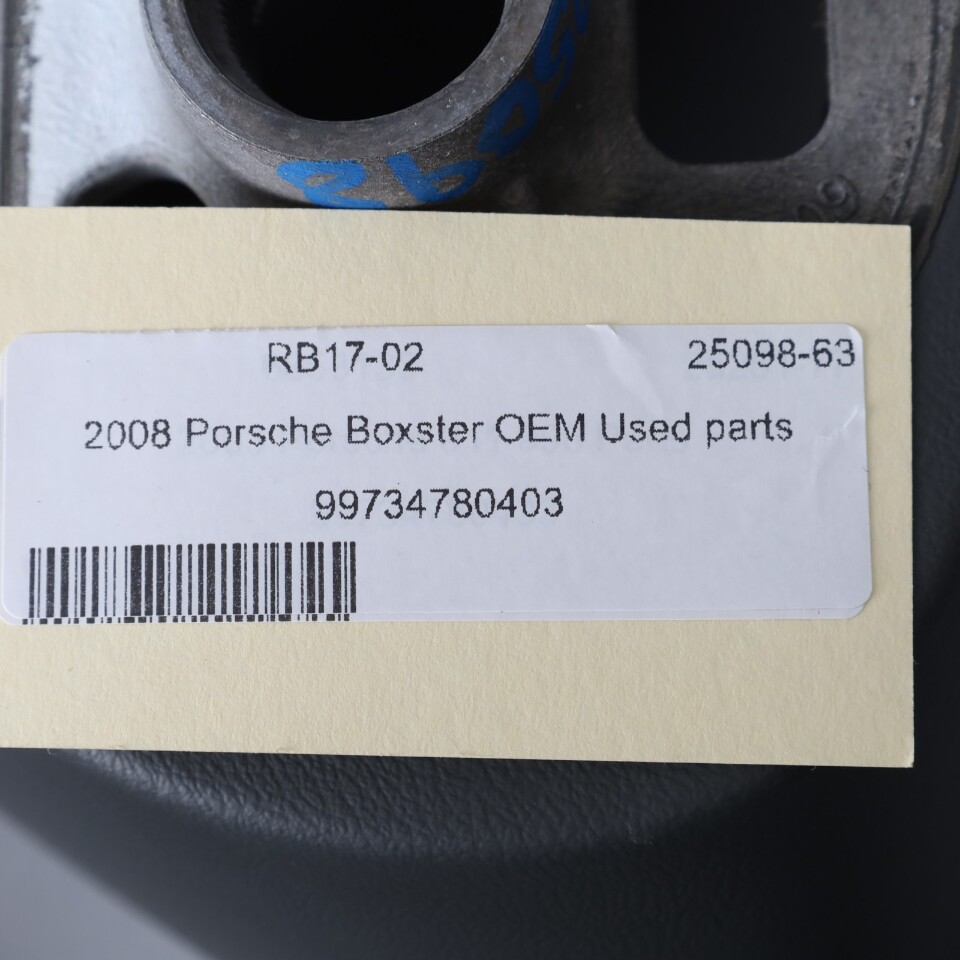 RB17-02 25098-63
2008 Porsche Boxster OEM Used parts
99734780403